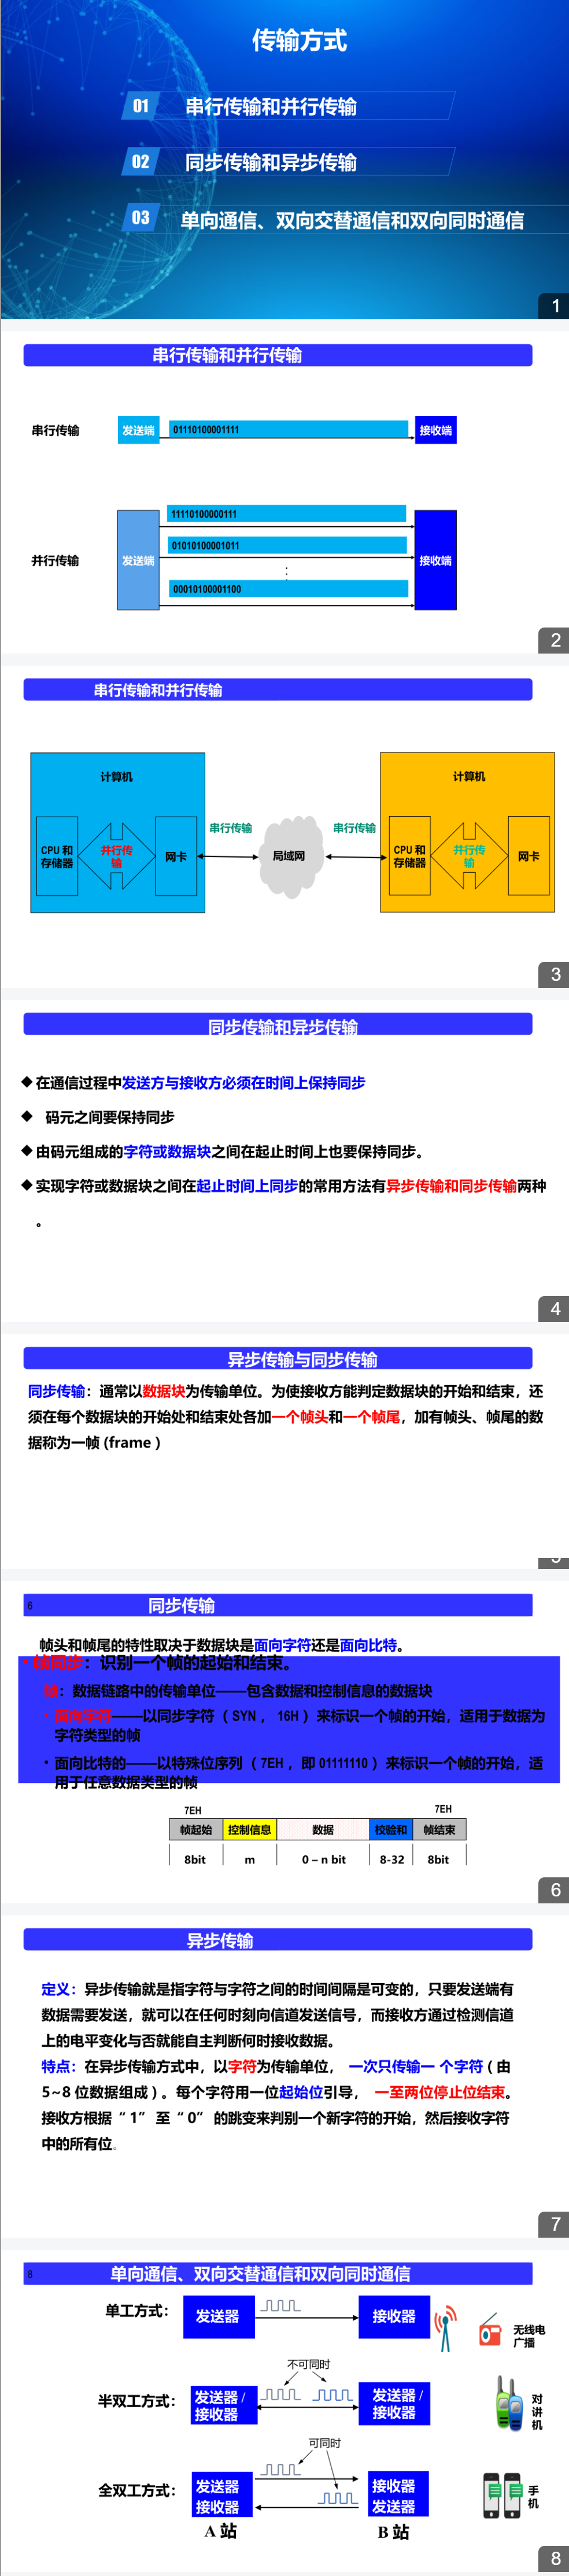 传输方式
01 串行传输和并行传输
02 同步传输和异步传输
03 单向通信、双向交替通信和双向同时通信
1
串行传输和并行传输
串行传输 发送端 01110100001111 接收端
11110100000111
01010100001011
并行传输 发送端 接收端
00010100001100
2
串行传输和并行传输
计算机 计算机
串行传输 串行传输
CPU 和存储器 并行传输 网卡 局域网 CPU 和存储器 并行传输 网卡
3
同步传输和异步传输
◆ 在通信过程中发送方与接收方必须在时间上保持同步
◆ 码元之间要保持同步
◆ 由码元组成的字符或数据块之间在起止时间上也要保持同步。
◆ 实现字符或数据块之间在起止时间上同步的常用方法有异步传输和同步传输两种
。
4
异步传输与同步传输
同步传输：通常以数据块为传输单位。为使接收方能判定数据块的开始和结束，还
须在每个数据块的开始处和结束处各加一个帧头和一个帧尾，加有帧头、帧尾的数
据称为一帧 (frame )
6 同步传输
帧头和帧尾的特性取决于数据块是面向字符还是面向比特。
• 帧同步：识别一个帧的起始和结束。
帧：数据链路中的传输单位——包含数据和控制信息的数据块
• 面向字符——以同步字符（ SYN ， 16H ）来标识一个帧的开始，适用于数据为
字符类型的帧
• 面向比特的——以特殊位序列（ 7EH ，即 01111110 ）来标识一个帧的开始，适
用于任意数据类型的帧
7EH 7EH
帧起始 控制信息 数据 校验和 帧结束
8bit m 0 – n bit 8-32 8bit
6
异步传输
定义：异步传输就是指字符与字符之间的时间间隔是可变的，只要发送端有
数据需要发送，就可以在任何时刻向信道发送信号，而接收方通过检测信道
上的电平变化与否就能自主判断何时接收数据。
特点：在异步传输方式中，以字符为传输单位， 一次只传输一 个字符 ( 由
5~8 位数据组成 ) 。每个字符用一位起始位引导， 一至两位停止位结束。
接收方根据 “ 1” 至 “ 0” 的跳变来判别一个新字符的开始，然后接收字符
中的所有位。
7
8 单向通信、双向交替通信和双向同时通信
单工方式： 发送器 接收器 无线电
广播
不可同时
半双工方式： 发送器 / 接收器 发送器 / 接收器 对讲机
可同时
全双工方式： 发送器 接收器 接收器 发送器 手机
A 站 B 站
8